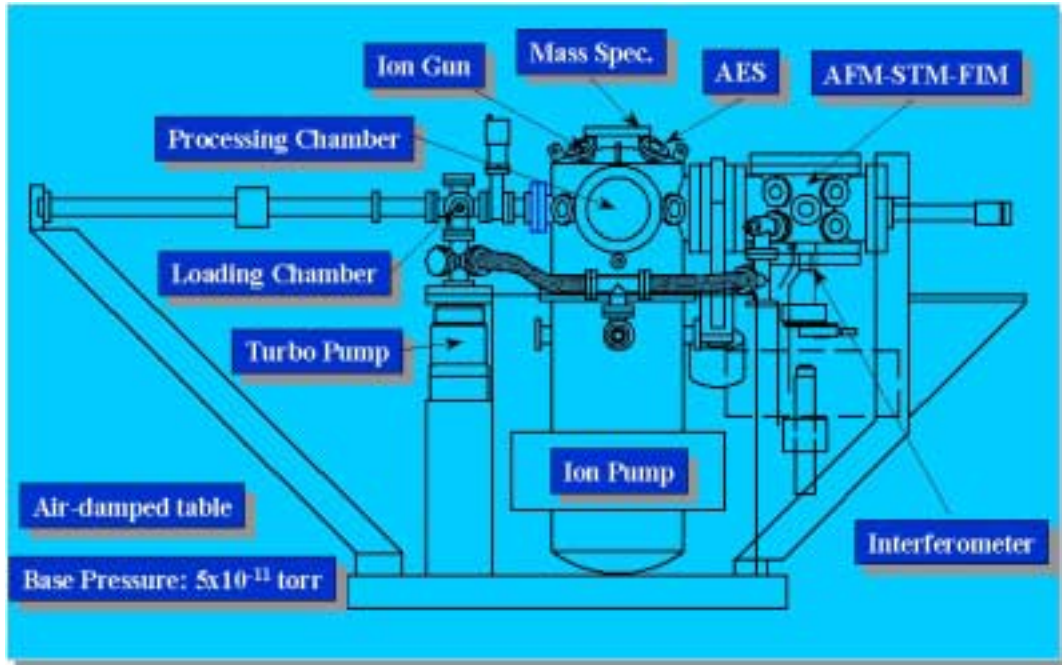 Mass Spec.
Ion Gun
AES
AFM-STM-FIM
Processing Chamber
Loading Chamber
Turbo Pump
Ion Pump
Air-damped table
Interferometer
Base Pressure: 5x10⁻¹¹ torr